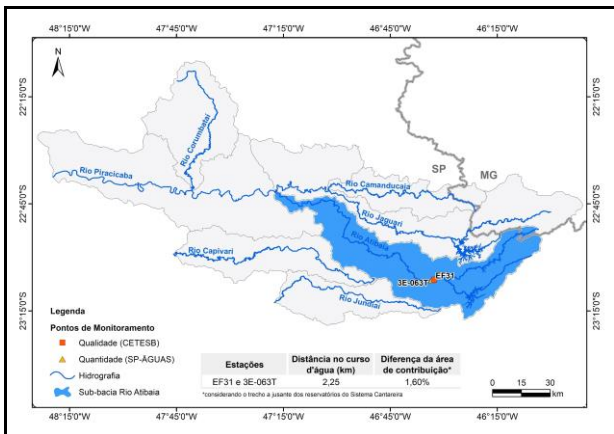 48°15'0"W 47°45'0"W 47°15'0"W 46°45'0"W 46°15'0"W
N
22°15'0"S 22°15'0"S
Rio Corumbataí
SP MG
Rio Piracicaba
Rio Camanducaia
22°45'0"S 22°45'0"S
Rio Jaguari
Rio Atibaia
Rio Capivari
EF31
3E-063T
Rio Jundiaí
23°15'0"S 23°15'0"S
Legenda
Pontos de Monitoramento
Qualidade (CETESB)
Quantidade (SP-ÁGUAS)
Hidrografia
Sub-bacia Rio Atibaia
Estações Distância no curso d'água (km) Diferença da área de contribuição*
EF31 e 3E-063T 2,25 1,60%
*considerando o trecho a jusante dos reservatórios do Sistema Cantareira
0 15 30
km
48°15'0"W 47°45'0"W 47°15'0"W 46°45'0"W 46°15'0"W